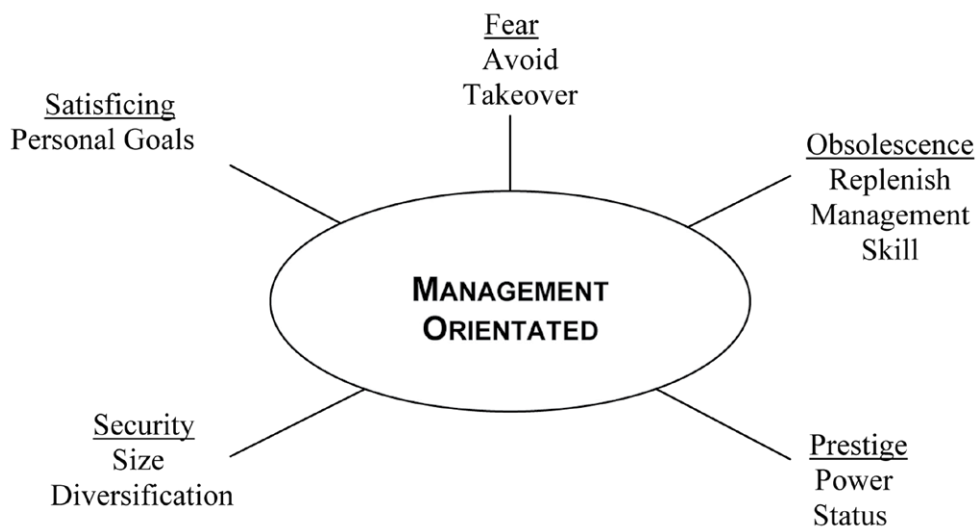 Fear
Avoid
Takeover
Satisficing
Personal Goals
Obsolescence
Replenish
Management
Skill
MANAGEMENT
ORIENTATED
Security
Size
Diversification
Prestige
Power
Status